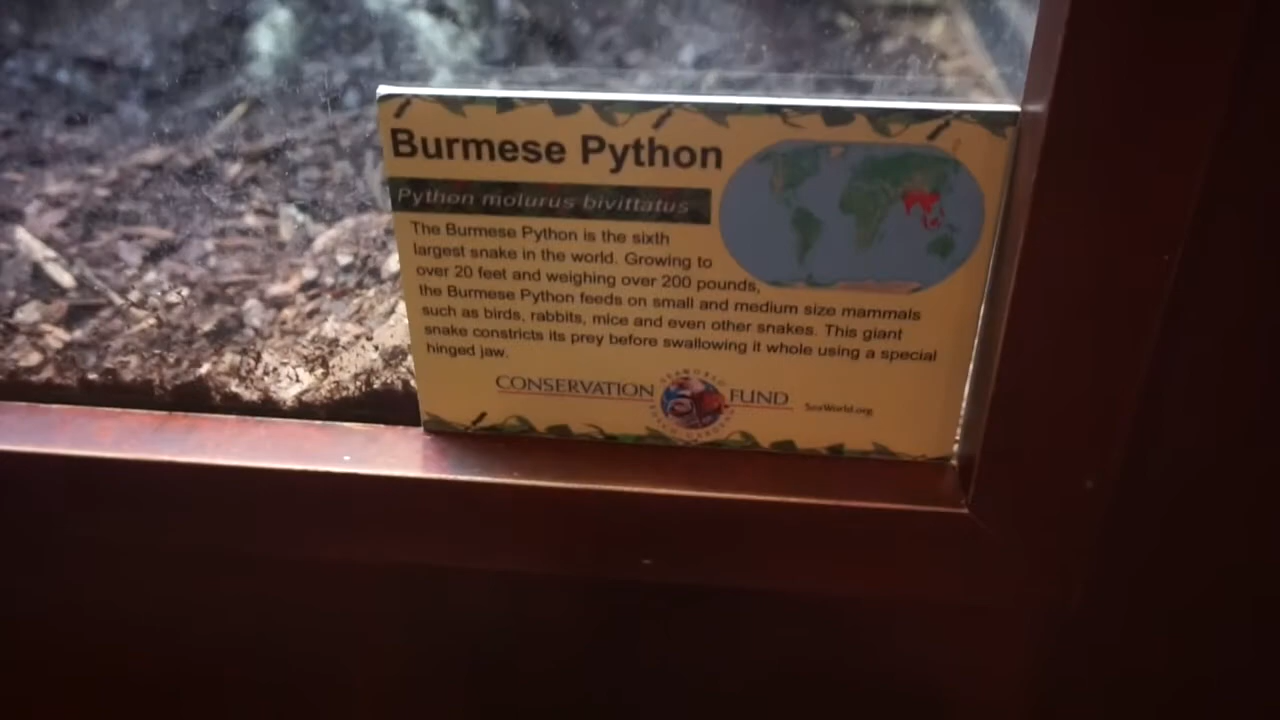 Burmese Python
Python molurus bivittatus
The Burmese Python is the sixth
largest snake in the world. Growing to
over 20 feet and weighing over 200 pounds,
the Burmese Python feeds on small and medium size mammals
such as birds, rabbits, mice and even other snakes. This giant
snake constricts its prey before swallowing it whole using a special
hinged jaw.
SEAWORLD
CONSERVATION FUND
BUSCH GARDENS
SeaWorld.org